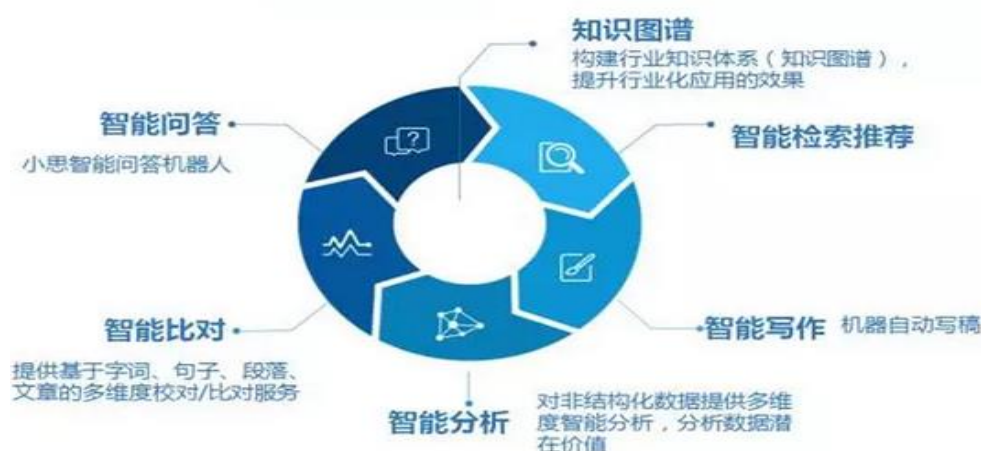 知识图谱
构建行业知识体系（知识图谱），
提升行业化应用的效果
智能问答
小思智能问答机器人
智能检索推荐
?
智能比对
提供基于字词、句子、段落、
文章的多维度校对/比对服务
智能写作 机器自动写稿
智能分析
对非结构化数据提供多维
度智能分析，分析数据潜
在价值